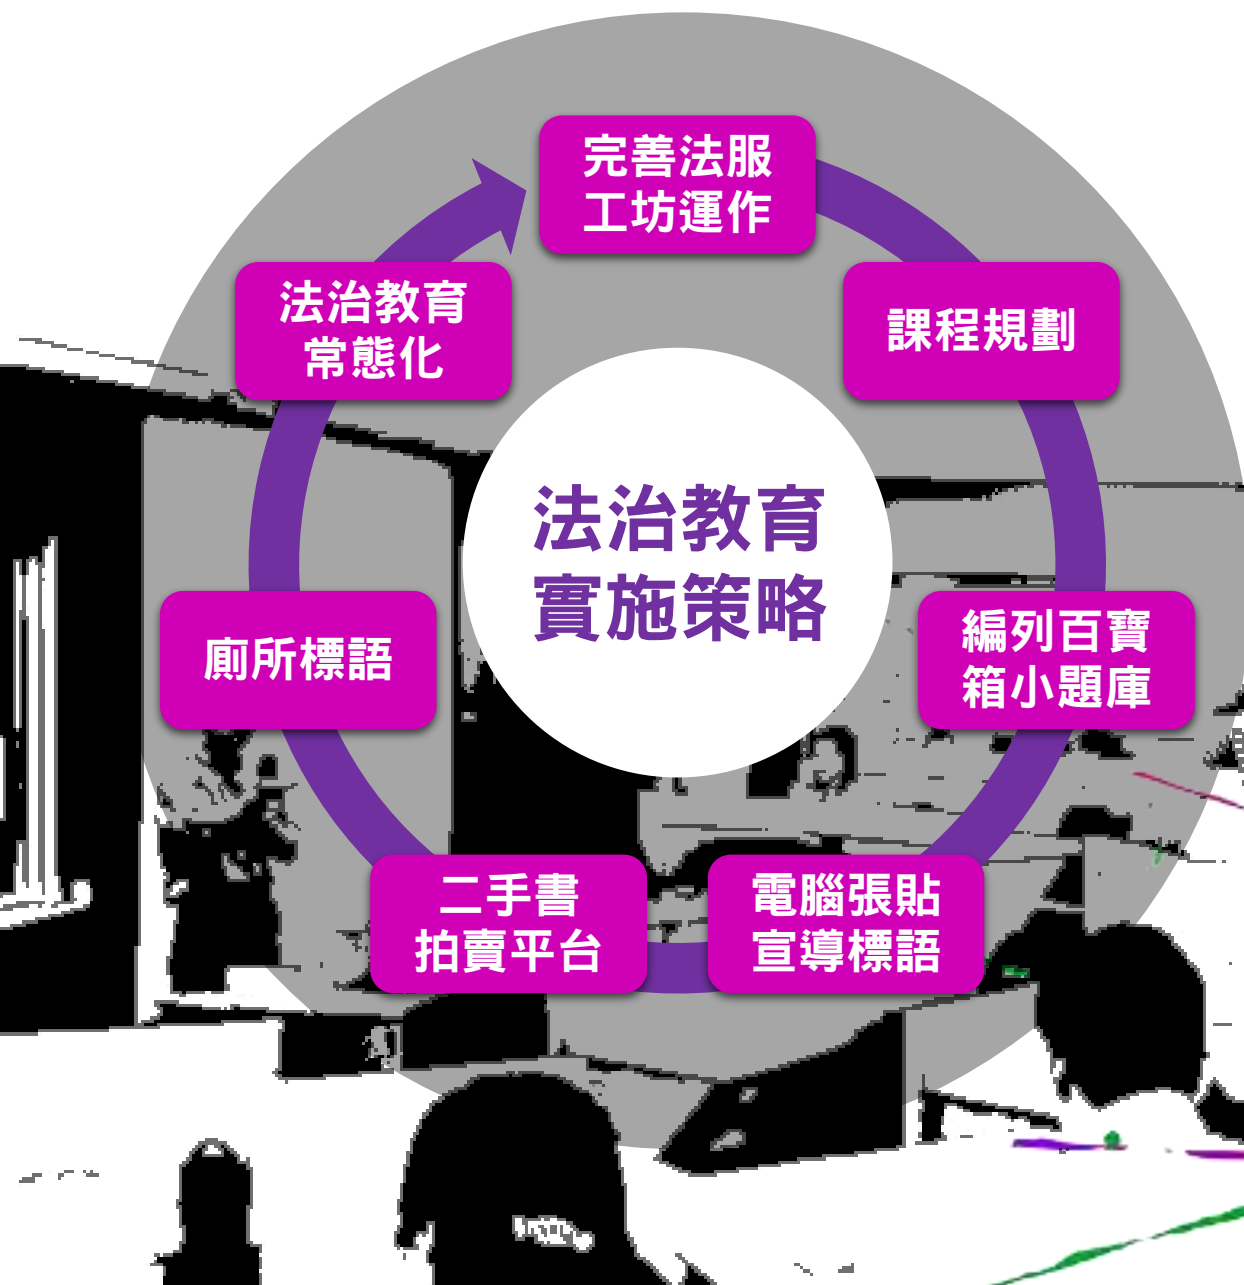 完善法服
工坊運作
課程規劃
編列百寶
箱小題庫
電腦張貼
宣導標語
二手書
拍賣平台
廁所標語
法治教育
常態化
法治教育
實施策略